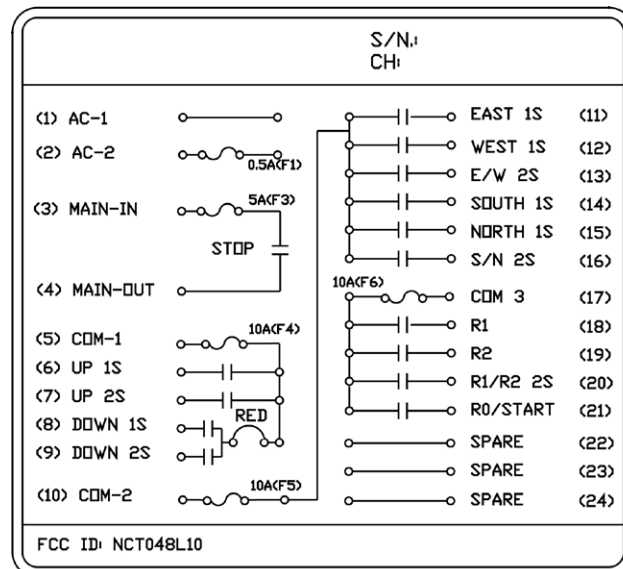 S/N.:
CH:
(1) AC-1
(2) AC-2
0.5A(F1)
(3) MAIN-IN
5A(F3)
STOP
(4) MAIN-OUT
(5) COM-1
10A(F4)
(6) UP 1S
(7) UP 2S
(8) DOWN 1S
RED
(9) DOWN 2S
(10) COM-2
10A(F5)
EAST 1S (11)
WEST 1S (12)
E/W 2S (13)
SOUTH 1S (14)
NORTH 1S (15)
S/N 2S (16)
10A(F6)
COM 3 (17)
R1 (18)
R2 (19)
R1/R2 2S (20)
R0/START (21)
SPARE (22)
SPARE (23)
SPARE (24)
FCC ID: NCT048L10